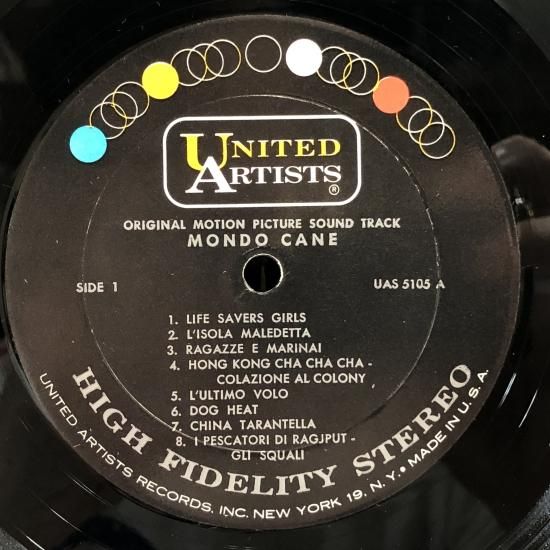 UNITED
ARTISTS
®
ORIGINAL MOTION PICTURE SOUND TRACK
MONDO CANE
SIDE 1
UAS 5105 A
1. LIFE SAVERS GIRLS
2. L'ISOLA MALEDETTA
3. RAGAZZE E MARINAI
4. HONG KONG CHA CHA CHA -
COLAZIONE AL COLONY
5. L'ULTIMO VOLO
6. DOG HEAT
7. CHINA TARANTELLA
8. I PESCATORI DI RAGJPUT -
GLI SQUALI
HIGH FIDELITY STEREO
UNITED ARTISTS RECORDS, INC. NEW YORK 19, N.Y. • MADE IN U.S.A.